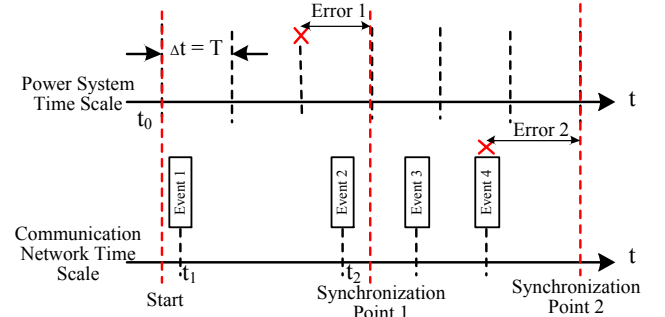 Error 1
Δt = T
Power System
Time Scale
t
t0
Error 2
Event 1
Event 2
Event 3
Event 4
Communication
Network Time
Scale
t
t1
t2
Start
Synchronization
Point 1
Synchronization
Point 2